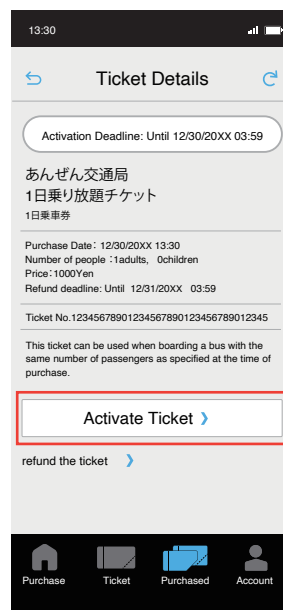 13:30
Ticket Details
Activation Deadline: Until 12/30/20XX 03:59
あんぜん交通局
1日乗り放題チケット
1日乗車券
Purchase Date：12/30/20XX 13:30
Number of people :1adults, 0children
Price：1000Yen
Refund deadline: Until 12/31/20XX 03:59
Ticket No.12345678901234567890123456789012345
This ticket can be used when boarding a bus with the
same number of passengers as specified at the time of
purchase.
Activate Ticket ❯
refund the ticket ❯
Purchase Ticket Purchased Account